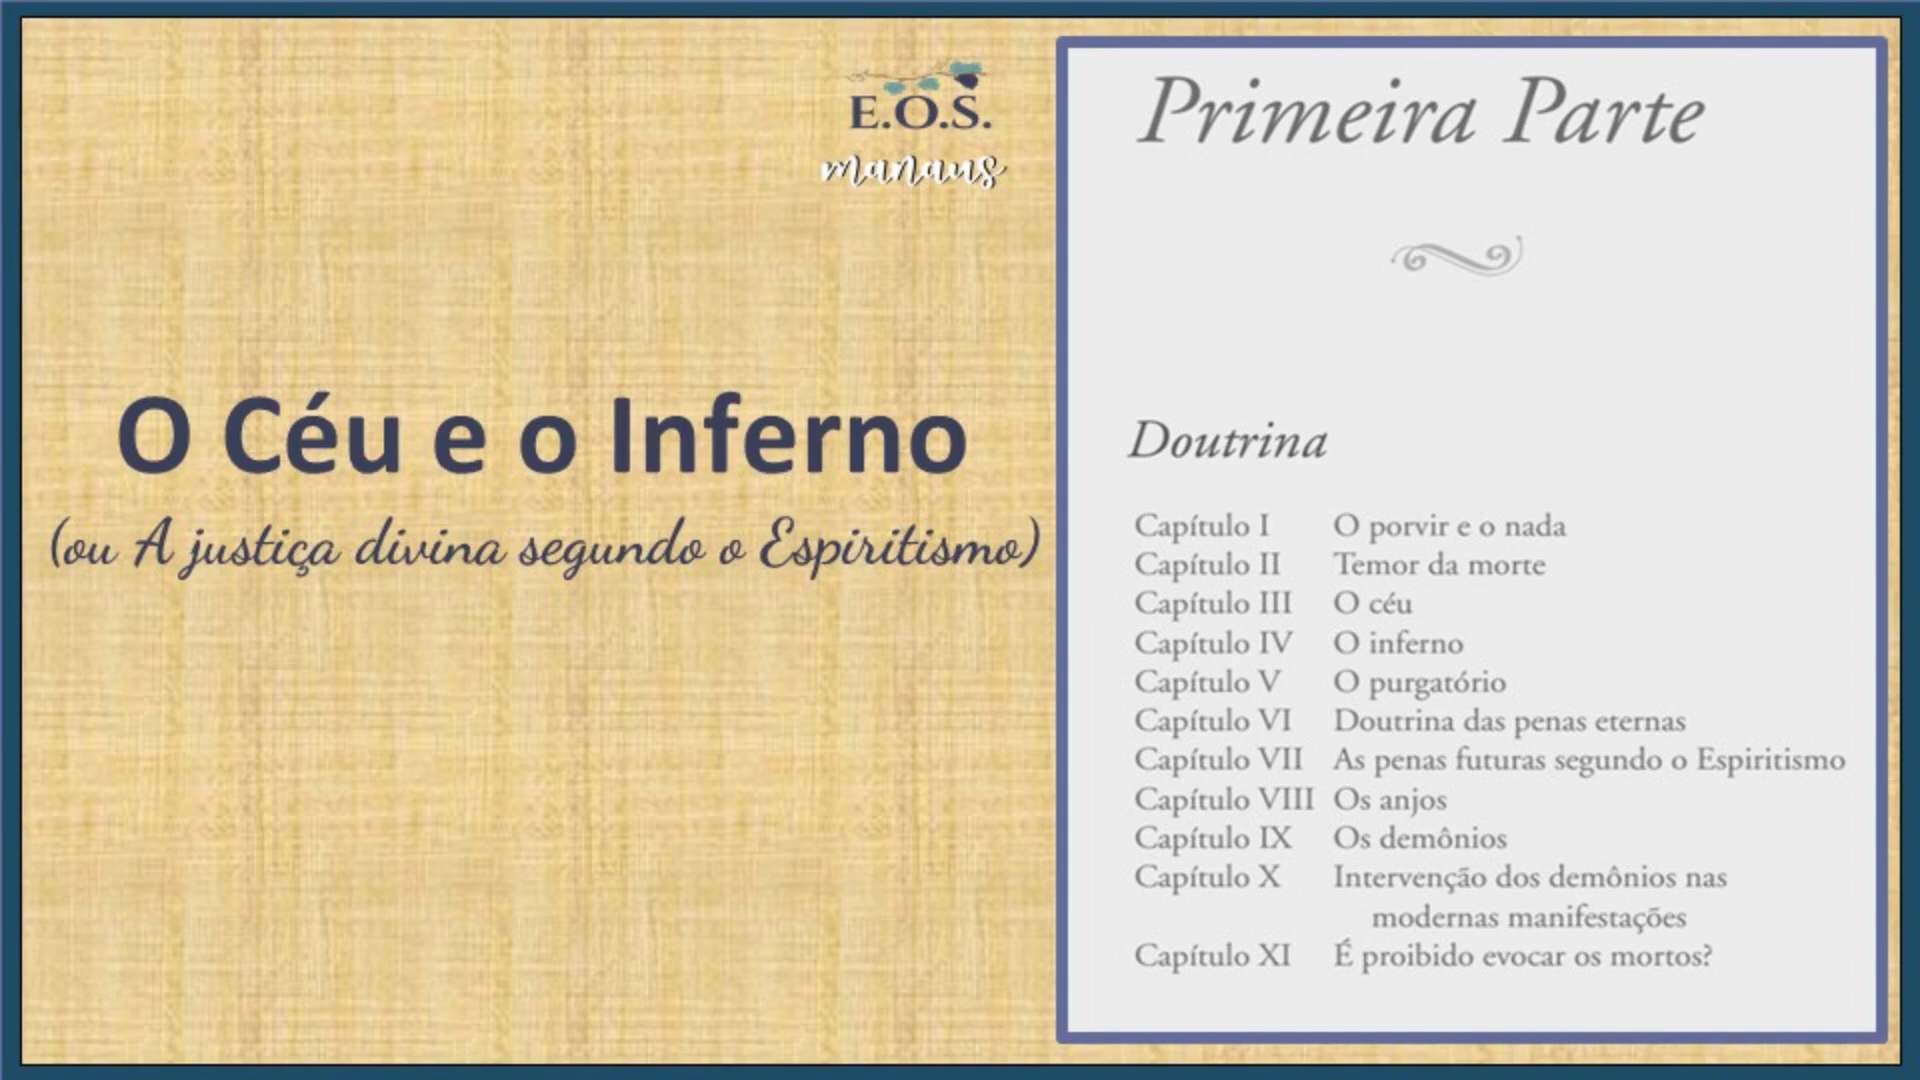 E.O.S.
manaus
O Céu e o Inferno
(ou A justiça divina segundo o Espiritismo)
Primeira Parte
Doutrina
Capítulo I O porvir e o nada
Capítulo II Temor da morte
Capítulo III O céu
Capítulo IV O inferno
Capítulo V O purgatório
Capítulo VI Doutrina das penas eternas
Capítulo VII As penas futuras segundo o Espiritismo
Capítulo VIII Os anjos
Capítulo IX Os demônios
Capítulo X Intervenção dos demônios nas
modernas manifestações
Capítulo XI É proibido evocar os mortos?